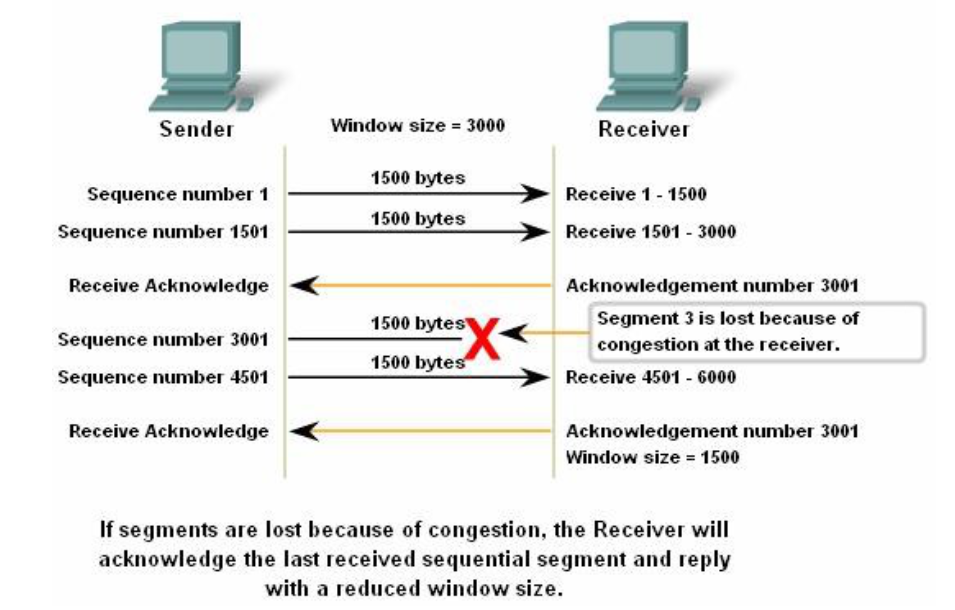 Sender
Window size = 3000
Receiver
Sequence number 1
1500 bytes
Receive 1 - 1500
Sequence number 1501
1500 bytes
Receive 1501 - 3000
Receive Acknowledge
Acknowledgement number 3001
Sequence number 3001
1500 bytes
X
Segment 3 is lost because of
congestion at the receiver.
Sequence number 4501
1500 bytes
Receive 4501 - 6000
Receive Acknowledge
Acknowledgement number 3001
Window size = 1500
If segments are lost because of congestion, the Receiver will
acknowledge the last received sequential segment and reply
with a reduced window size.